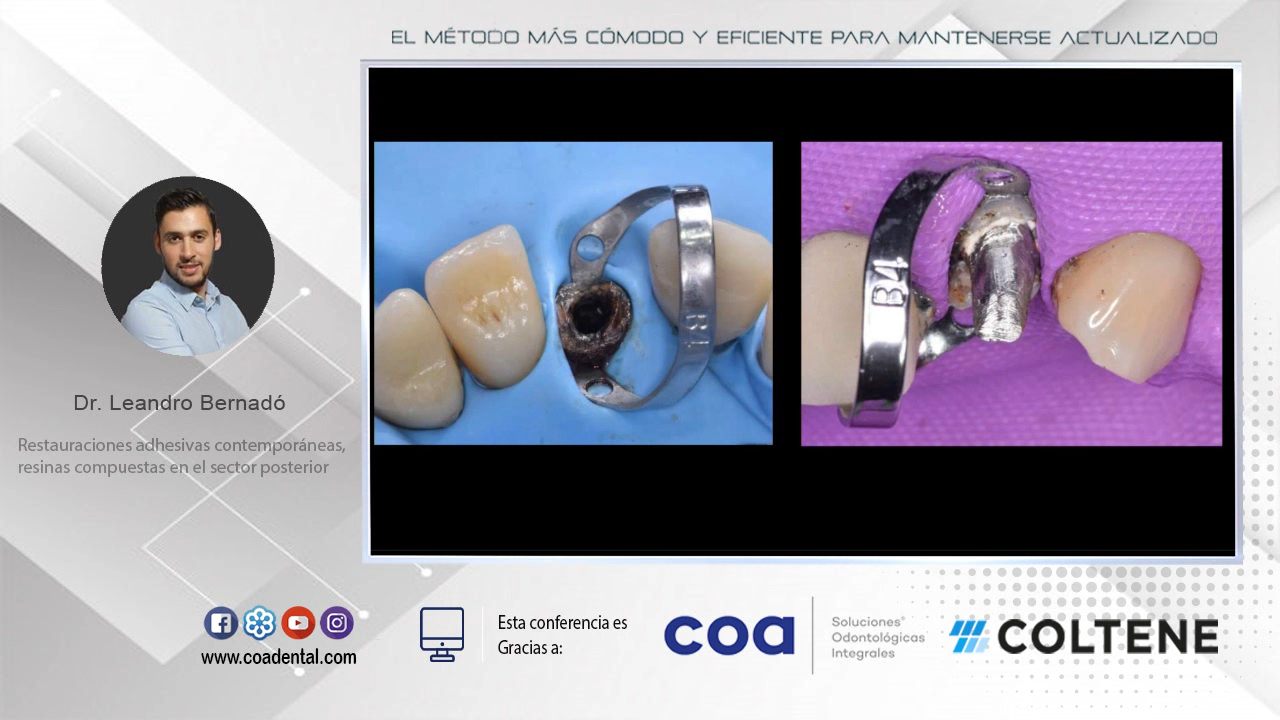 EL MÉTODO MÁS CÓMODO Y EFICIENTE PARA MANTENERSE ACTUALIZADO
B4
Dr. Leandro Bernadó
Restauraciones adhesivas contemporáneas,
resinas compuestas en el sector posterior
www.coadental.com
Esta conferencia es
Gracias a:
coa
Soluciones®
Odontológicas
Integrales
COLTENE